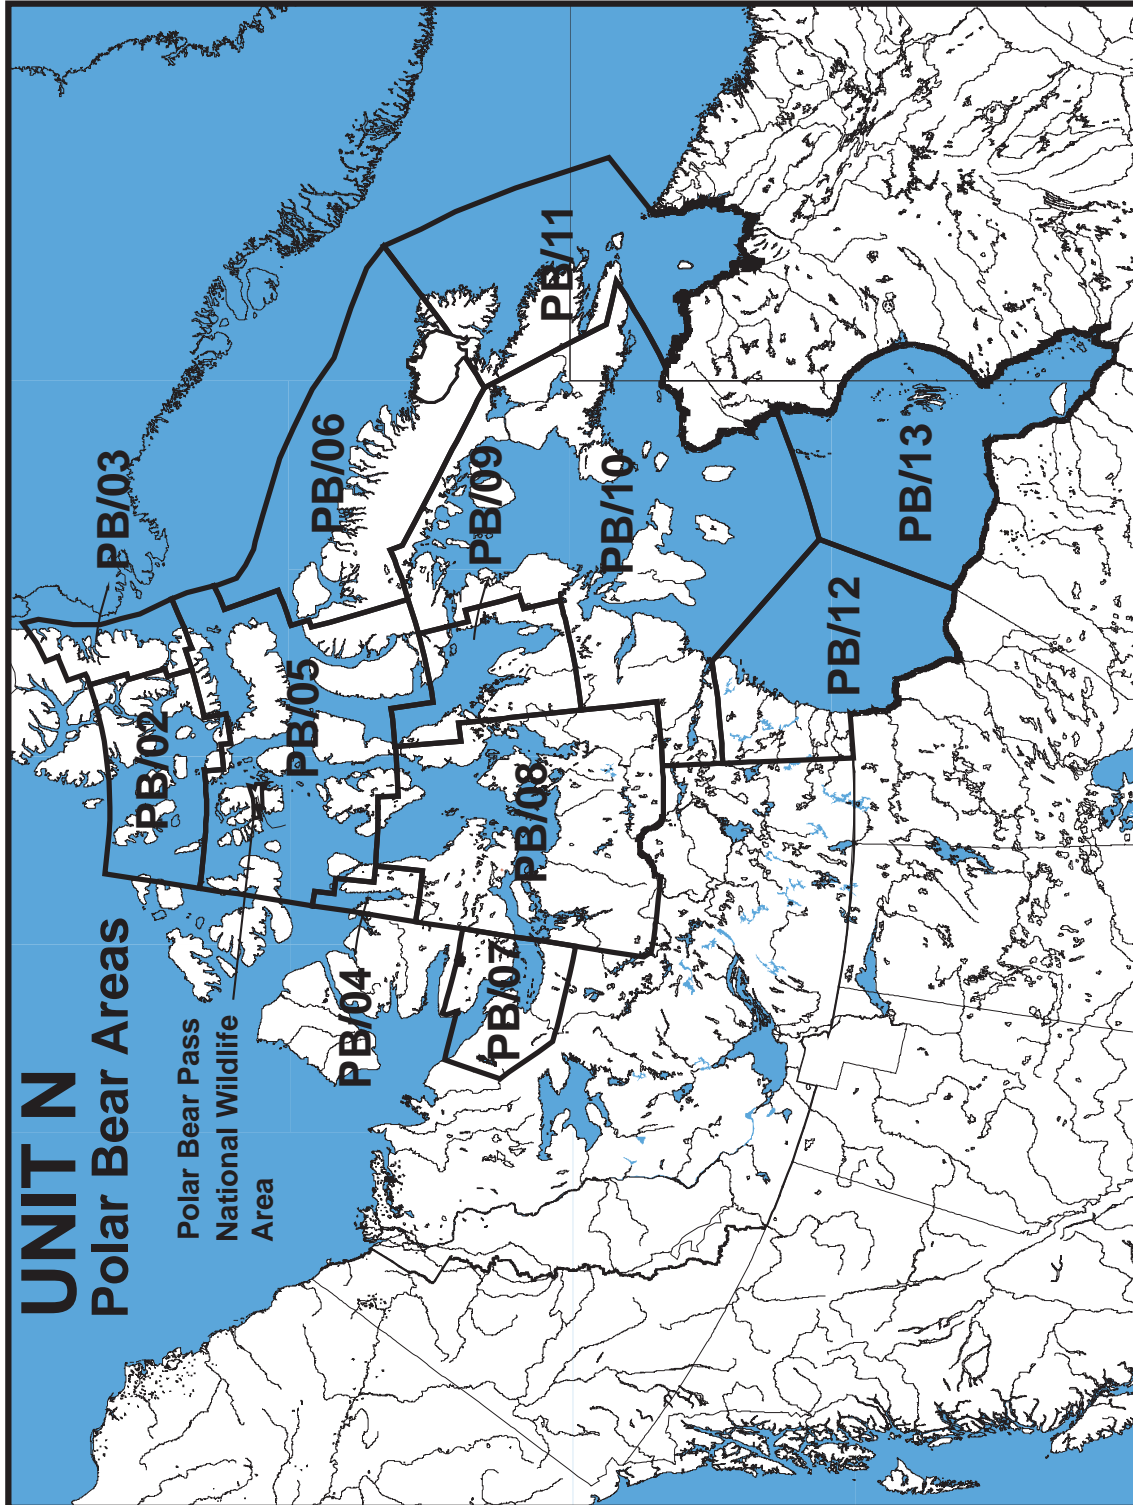 UNIT N
Polar Bear Areas
Polar Bear Pass
National Wildlife
Area
PB/03
PB/02
PB/06
PB/05
PB/04
PB/09
PB/11
PB/07
PB/08
PB/10
PB/12
PB/13